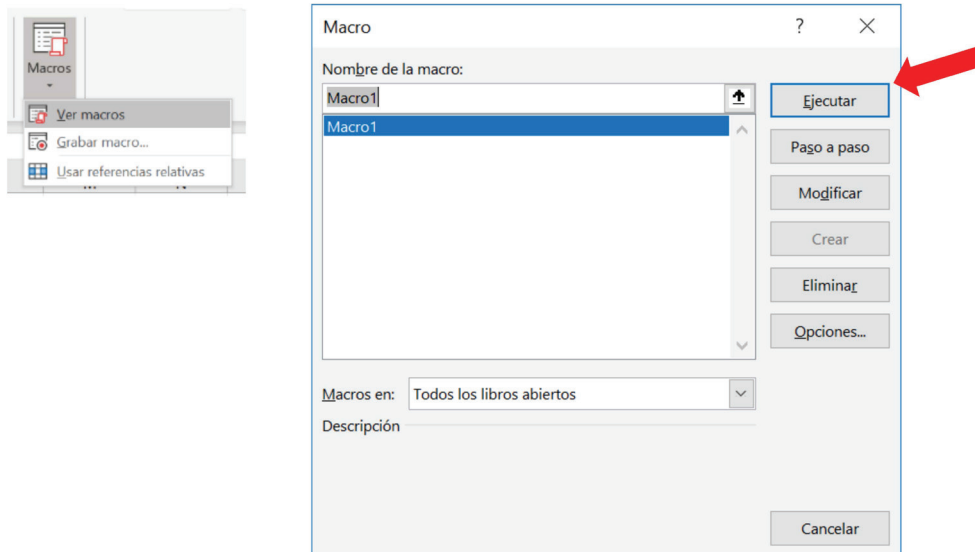 Macros
Ver macros
Grabar macro...
Usar referencias relativas
Macro
?
Nombre de la macro:
Macro1
Macro1
Ejecutar
Paso a paso
Modificar
Crear
Eliminar
Opciones...
Macros en:
Todos los libros abiertos
Descripción
Cancelar